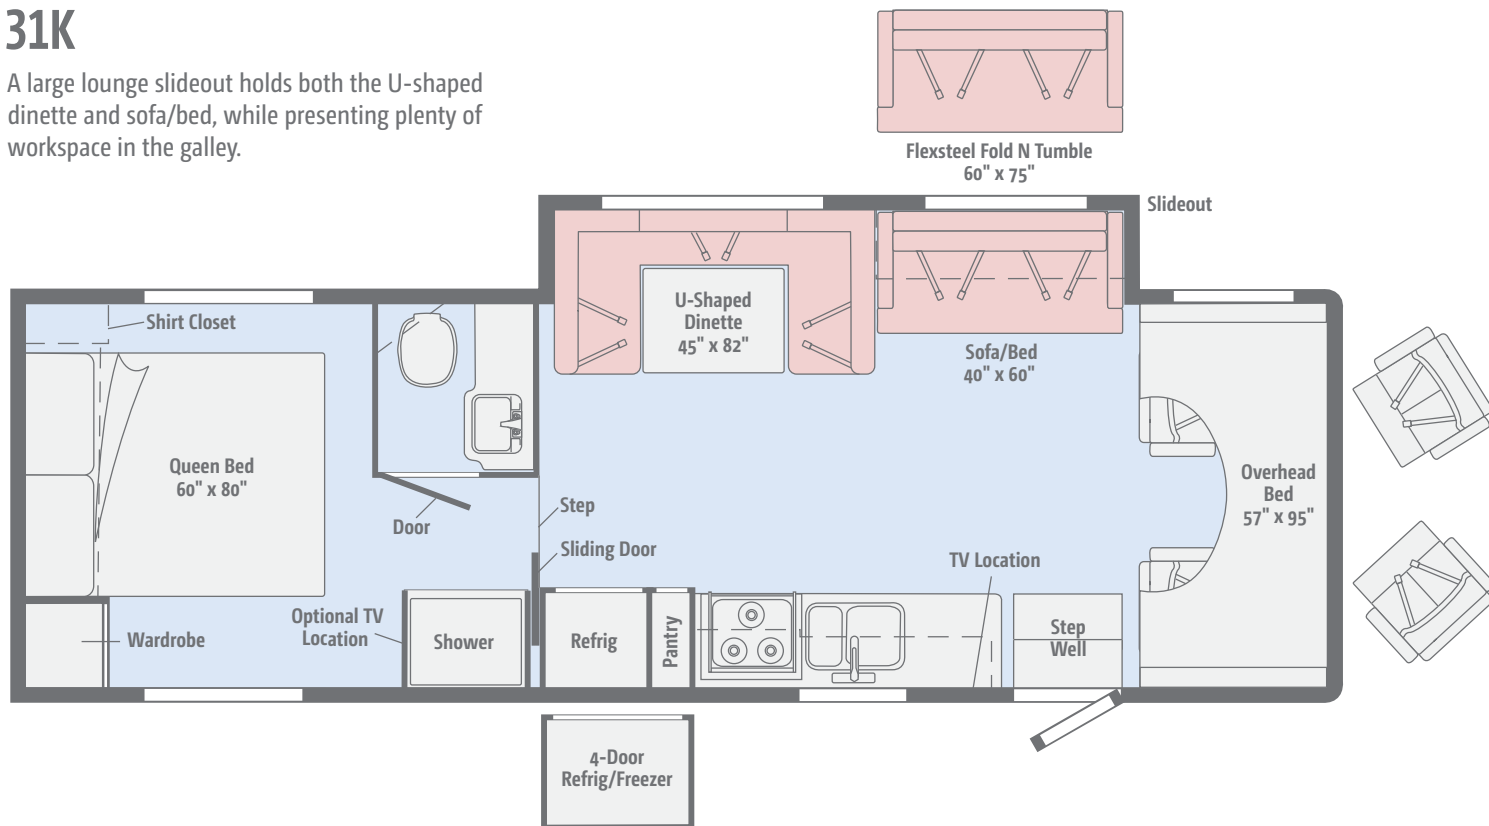 31K
A large lounge slideout holds both the U-shaped
dinette and sofa/bed, while presenting plenty of
workspace in the galley.
Flexsteel Fold N Tumble
60" x 75"
Slideout
Shirt Closet
U-Shaped
Dinette
45" x 82"
Sofa/Bed
40" x 60"
Queen Bed
60" x 80"
Door
Step
Sliding Door
Overhead
Bed
57" x 95"
TV Location
Wardrobe
Optional TV
Location
Shower
Refrig
Pantry
Step
Well
4-Door
Refrig/Freezer